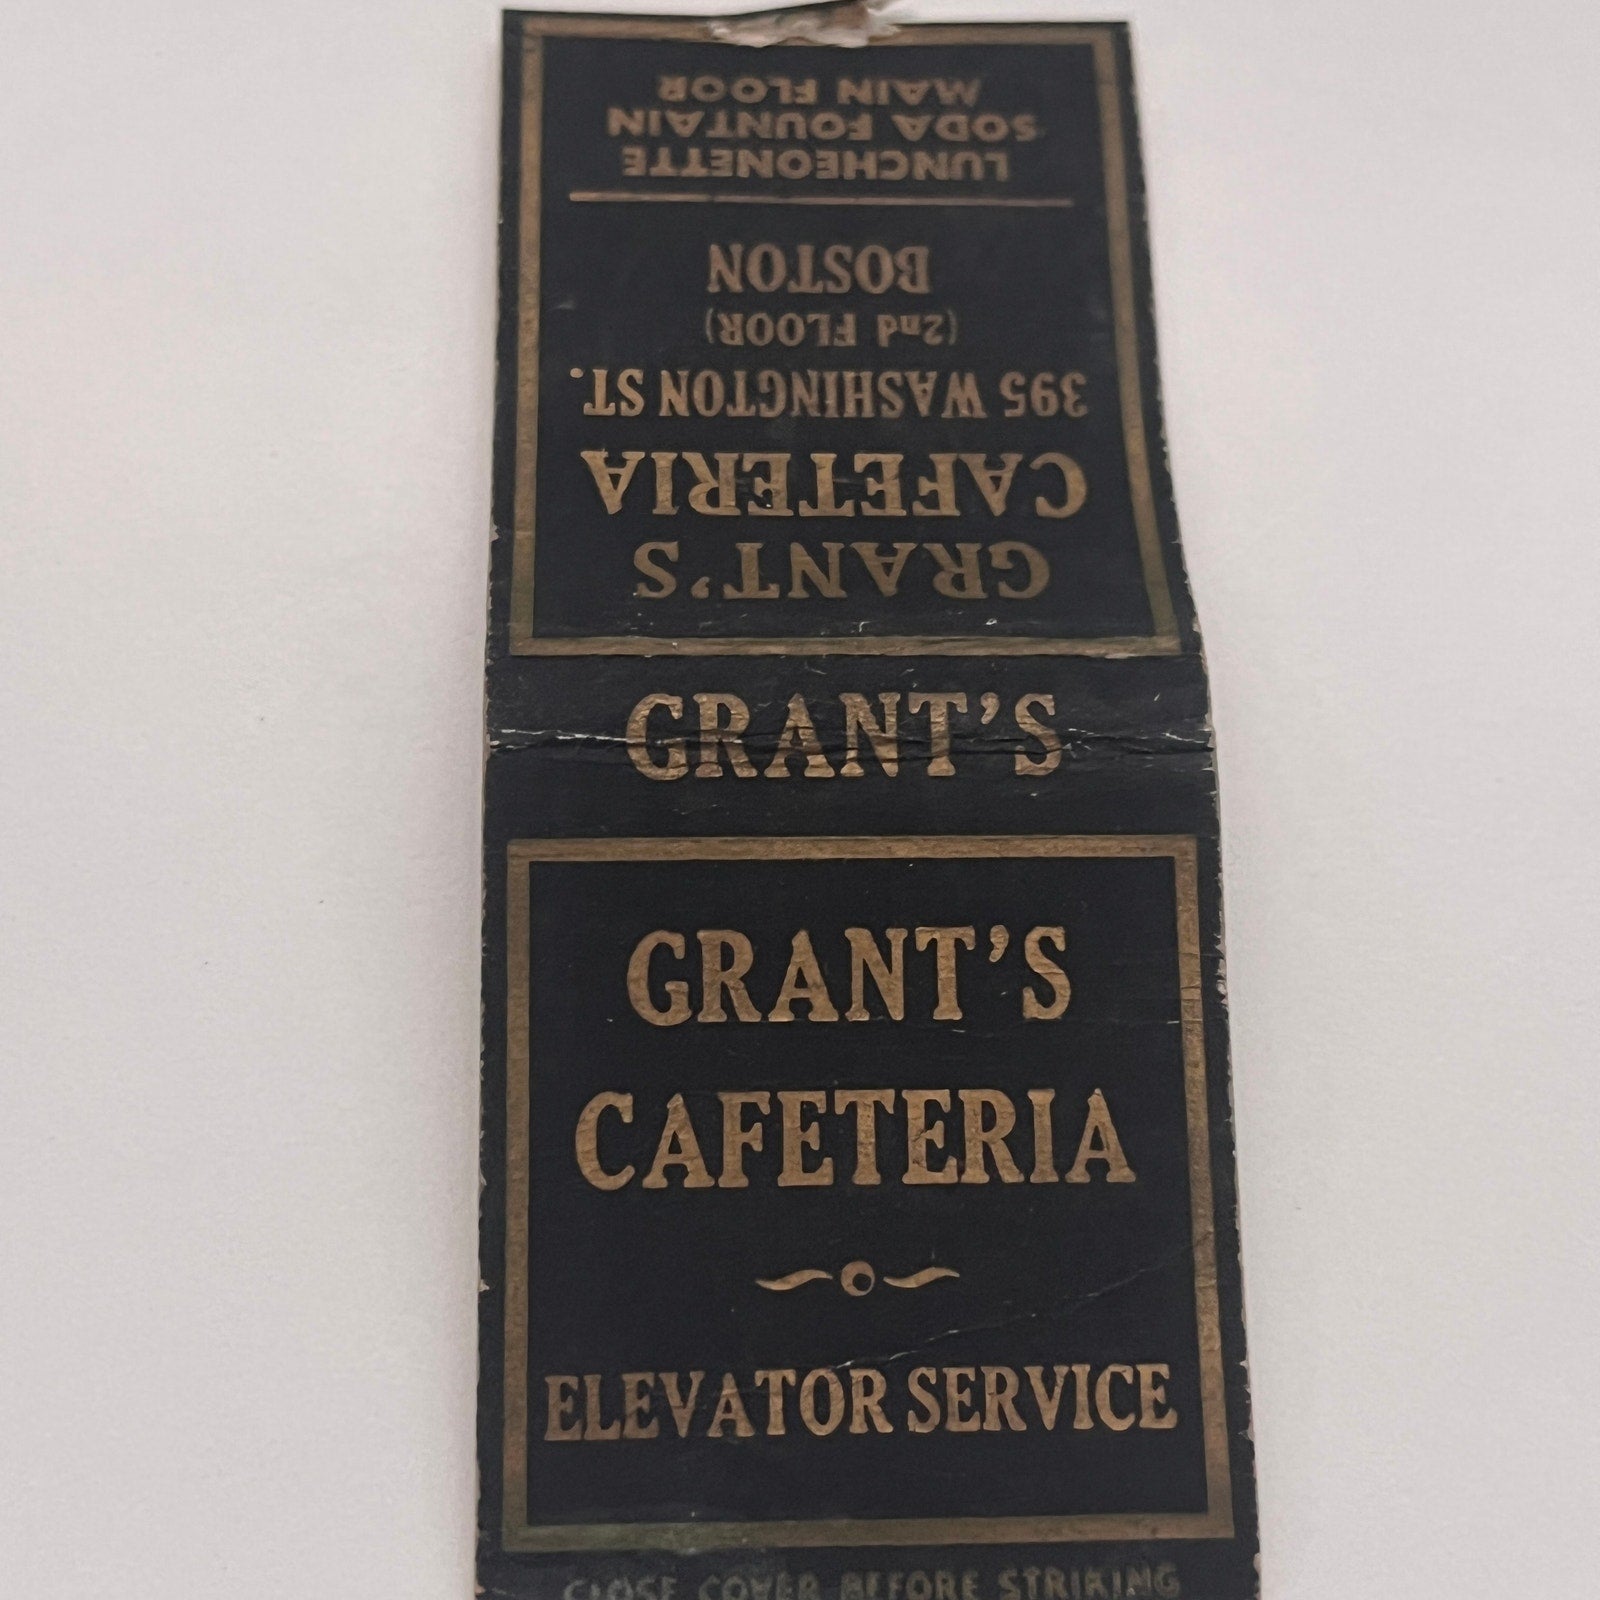 LUNCHEONETTE
SODA FOUNTAIN
MAIN FLOOR
GRANT'S
CAFETERIA
395 WASHINGTON ST.
(2nd FLOOR)
BOSTON
GRANT'S
GRANT'S
CAFETERIA
ELEVATOR SERVICE
CLOSE COVER BEFORE STRIKING